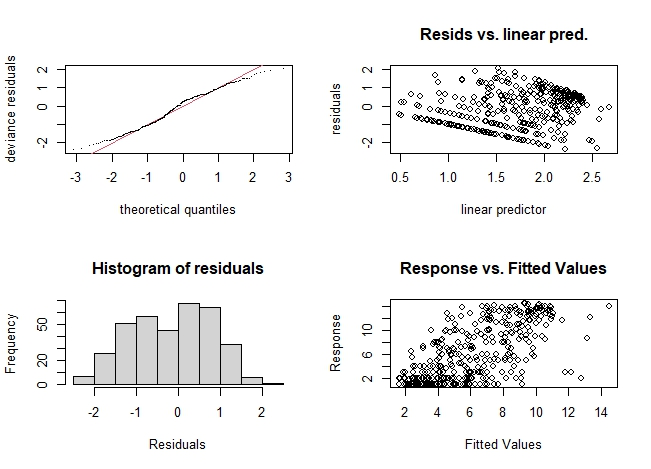 deviance residuals
-2 0 1 2
-3 -2 -1 0 1 2 3
theoretical quantiles
Resids vs. linear pred.
residuals
-2 0 1 2
0.5 1.0 1.5 2.0 2.5
linear predictor
Histogram of residuals
Frequency
0 20 50
-2 -1 0 1 2
Residuals
Response vs. Fitted Values
Response
2 6 10
2 4 6 8 10 12 14
Fitted Values